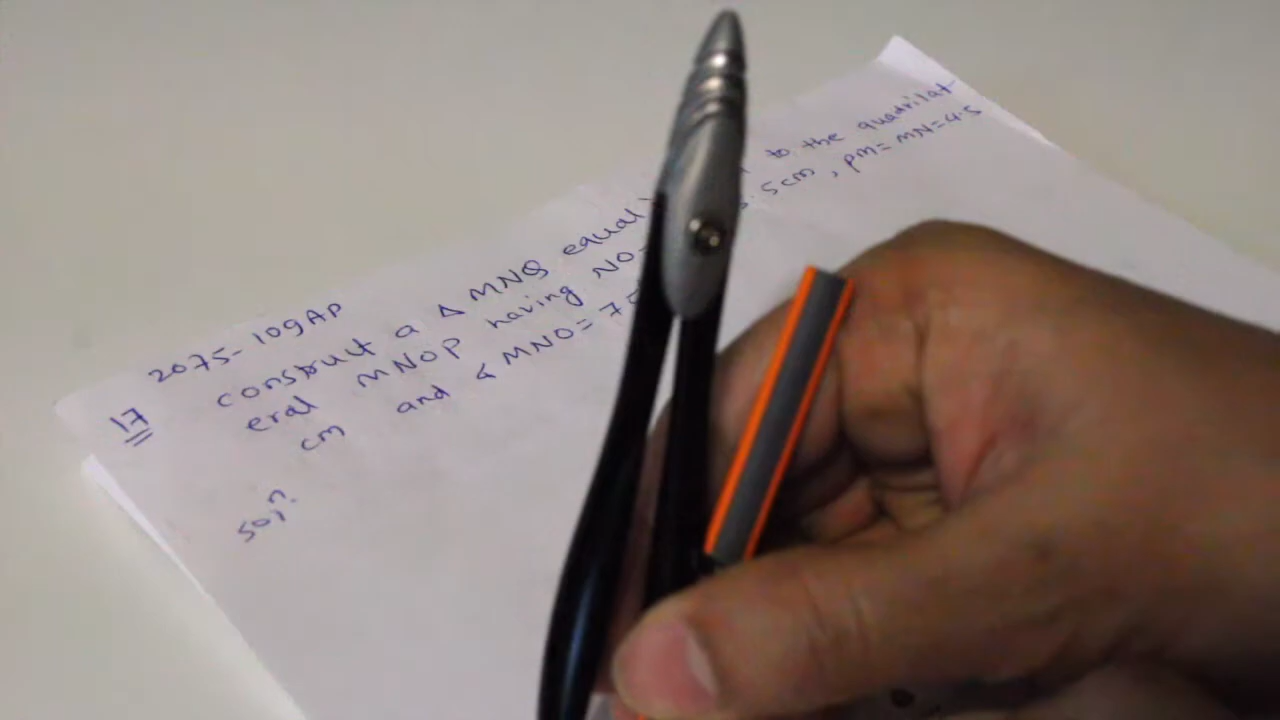 2075-109AP
17 construct a Δ MNQ equal to the quadrilat
eral MNOP having NO= .5cm, PM= MN=4.5
cm and ∠MNO= 7
Sol^n.